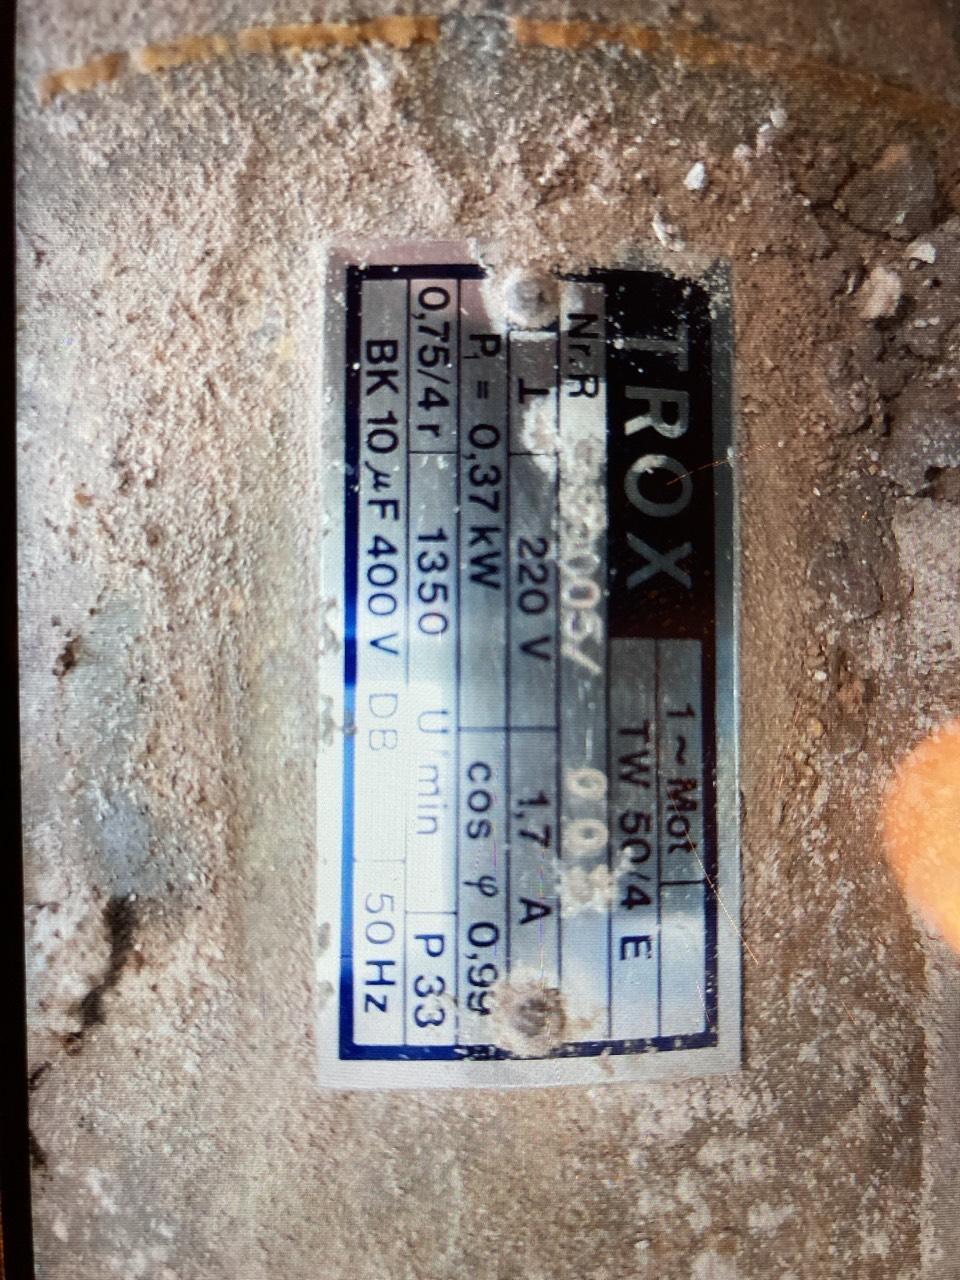 TROX
1 ~ Mot
TW 50/4 E
Nr. R
1 220 V 1,7 A
P₁ = 0,37 kW cos φ 0,99
0,75/4 r 1350 U/min P 33
BK 10 µF 400 V DB 50 Hz